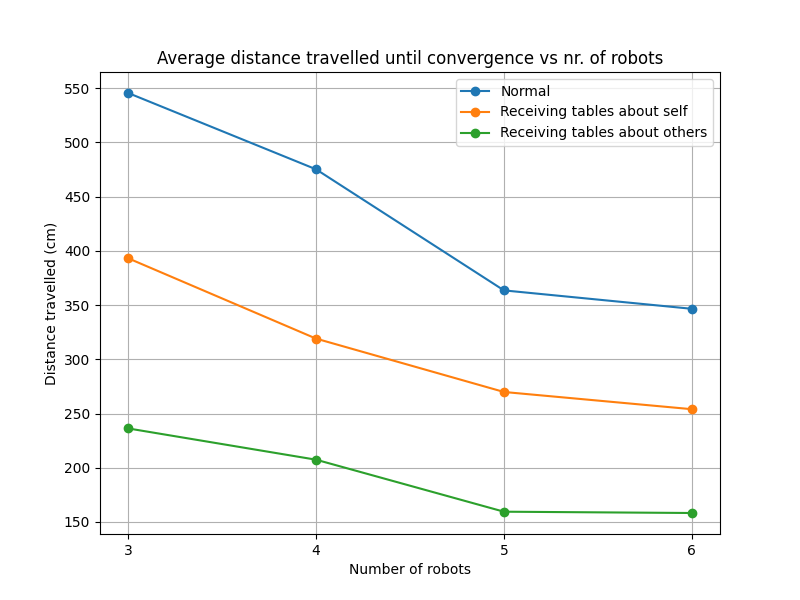 Average distance travelled until convergence vs nr. of robots
Normal
Receiving tables about self
Receiving tables about others
Distance travelled (cm)
550
500
450
400
350
300
250
200
150
3 4 5 6
Number of robots